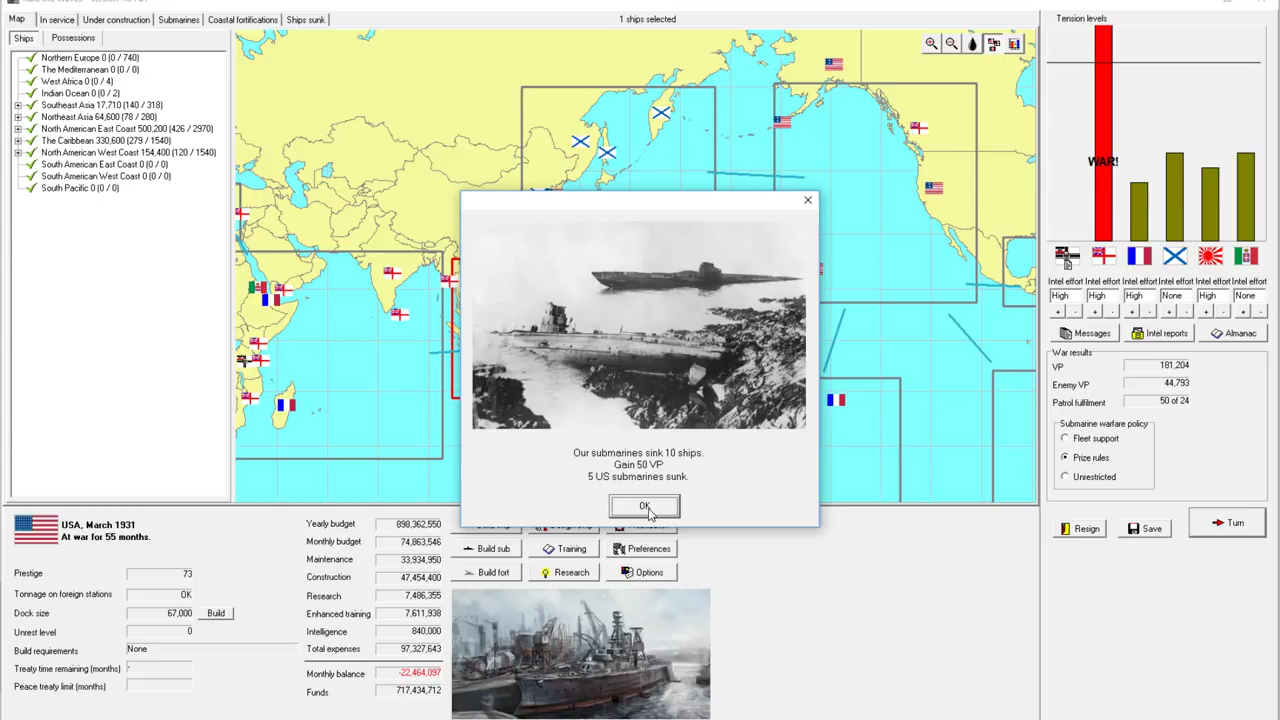 Map
In service
Under construction
Submarines
Coastal fortifications
Ships sunk
1 ships selected
Tension levels
Ships
Possessions
Northern Europe 0 (0 / 740)
The Mediterranean 0 (0 / 0)
West Africa 0 (0 / 4)
Indian Ocean 0 (0 / 2)
Southeast Asia 17,710 (140 / 318)
Northeast Asia 64,600 (78 / 280)
North American East Coast 500,200 (426 / 2970)
The Caribbean 330,600 (279 / 1540)
North American West Coast 154,400 (120 / 1540)
South American East Coast 0 (0 / 0)
South American West Coast 0 (0 / 0)
South Pacific 0 (0 / 0)
WAR!
Intel effort Intel effort Intel effort Intel effort Intel effort Intel effort
High High High None High None
+ - + - + - + - + - + -
Messages
Intel reports
Almanac
War results
VP 181,204
Enemy VP 44,793
Patrol fulfilment 50 of 24
Submarine warfare policy
Fleet support
Prize rules
Unrestricted
Our submarines sink 10 ships.
Gain 50 VP
5 US submarines sunk.
OK
Resign
Save
Turn
USA, March 1931
At war for 55 months.
Prestige 73
Tonnage on foreign stations OK
Dock size 67,000 Build
Unrest level 0
Build requirements None
Treaty time remaining (months) -
Peace treaty limit (months)
Yearly budget 898,362,550
Monthly budget 74,863,546
Maintenance 33,934,950
Construction 47,454,400
Research 7,486,355
Enhanced training 7,611,938
Intelligence 840,000
Total expenses 97,327,643
Monthly balance -22,464,097
Funds 717,434,712
Build sub
Training
Preferences
Build fort
Research
Options